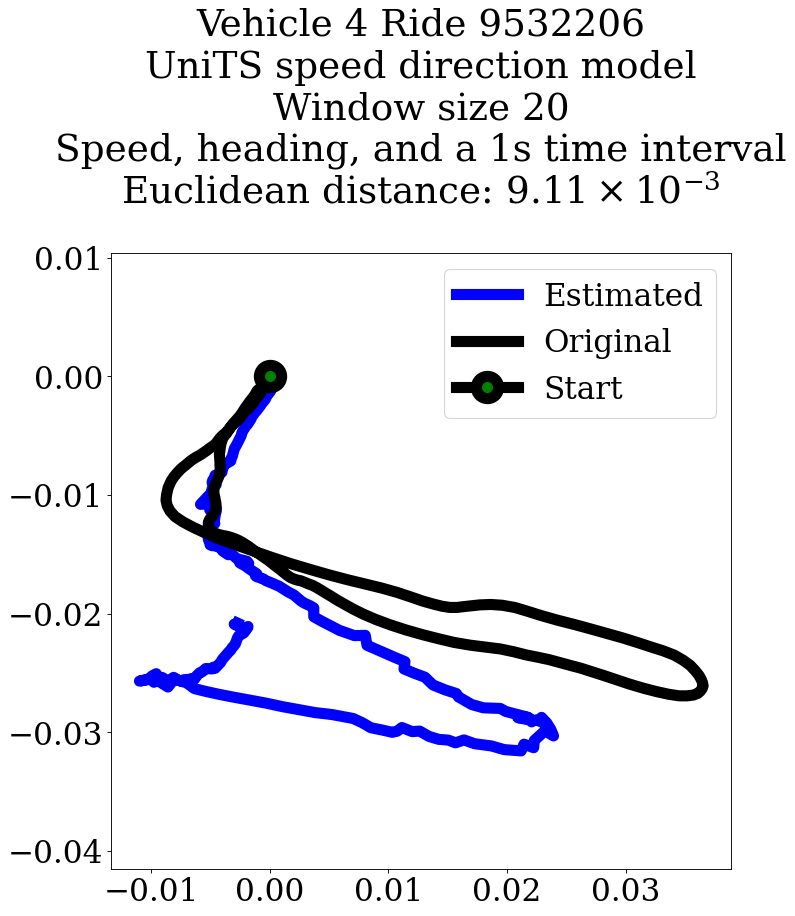 Vehicle 4 Ride 9532206
UniTS speed direction model
Window size 20
Speed, heading, and a 1s time interval
Euclidean distance: 9.11 × 10⁻³
Estimated
Original
Start
0.01
0.00
−0.01
−0.02
−0.03
−0.04
−0.01 0.00 0.01 0.02 0.03